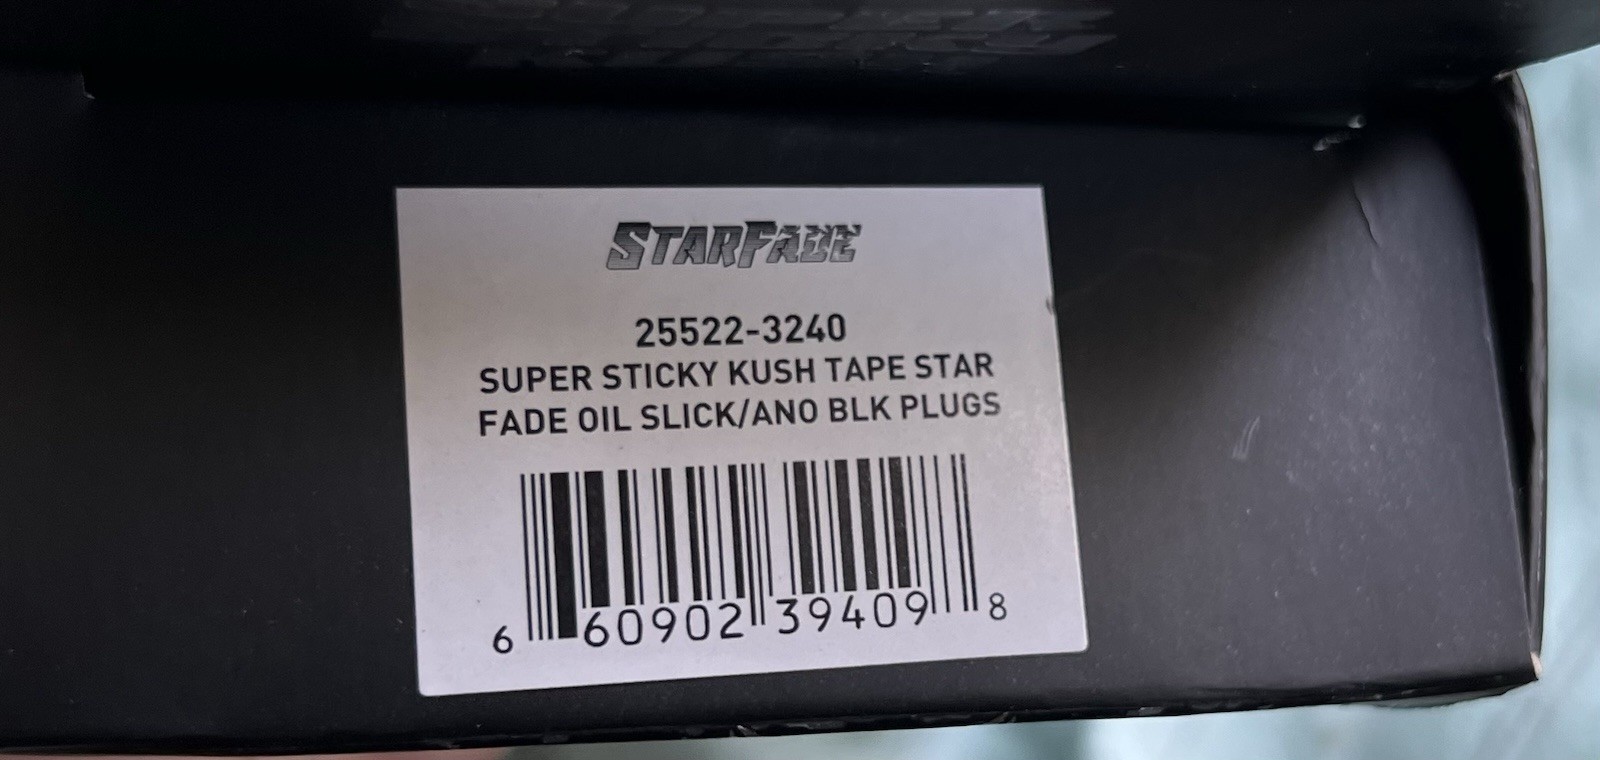 STARFADE
25522-3240
SUPER STICKY KUSH TAPE STAR
FADE OIL SLICK/ANO BLK PLUGS
6 60902 39409 8